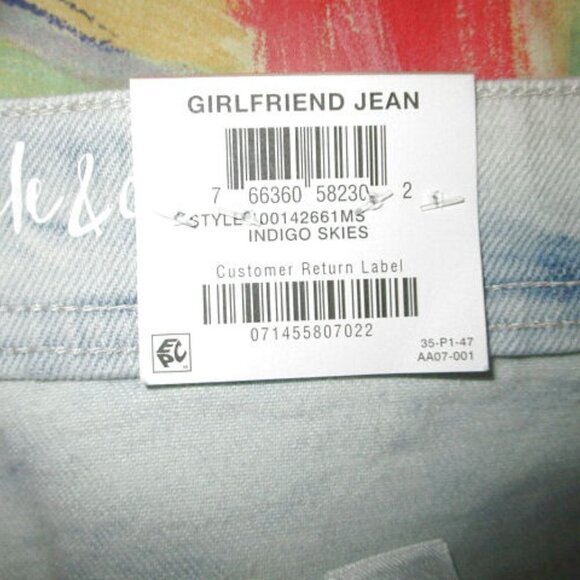 GIRLFRIEND JEAN
7 66360 58230 2
STYLE 100142661MS
INDIGO SKIES
Customer Return Label
071455807022
EPC
35-P1-47
AA07-001